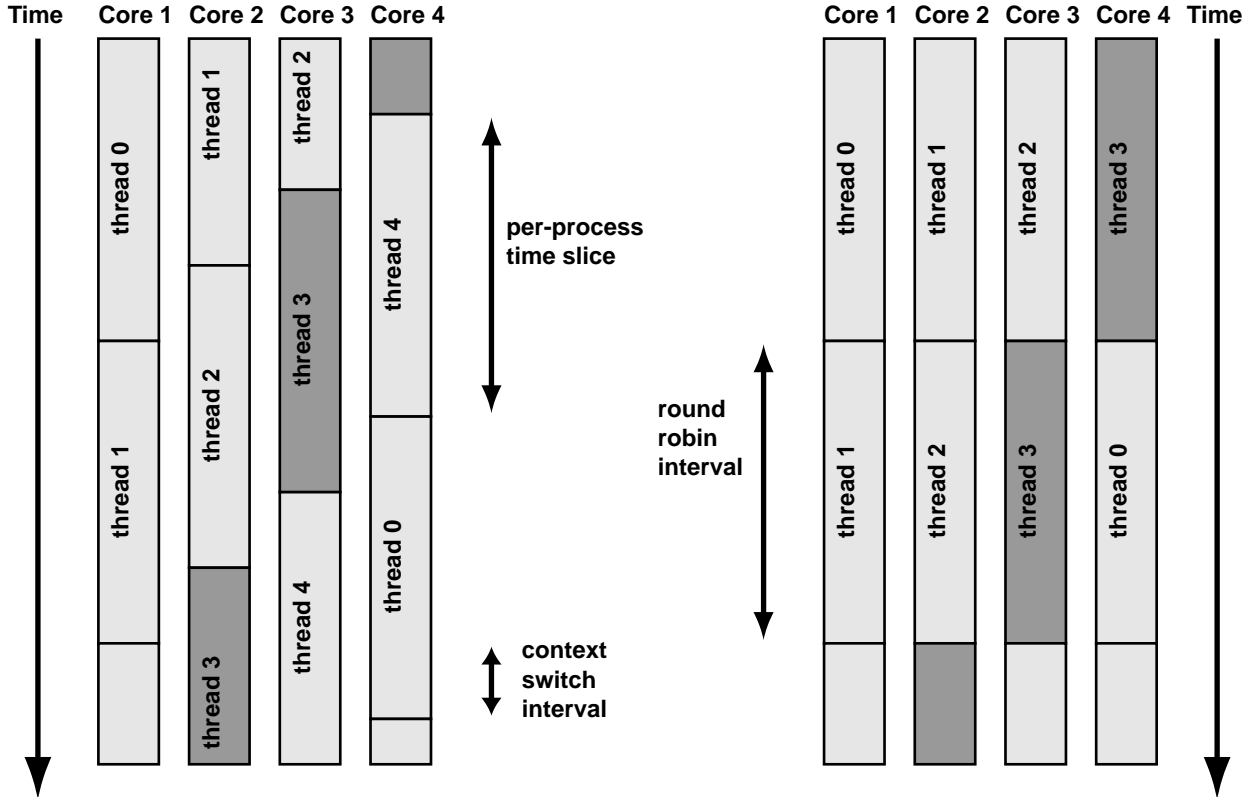 Time Core 1 Core 2 Core 3 Core 4
thread 0
thread 1
thread 1
thread 2
thread 3
thread 2
thread 3
thread 4
thread 4
thread 0
per-process
time slice
context
switch
interval
Core 1 Core 2 Core 3 Core 4 Time
thread 0
thread 1
thread 1
thread 2
thread 2
thread 3
thread 3
thread 0
round
robin
interval